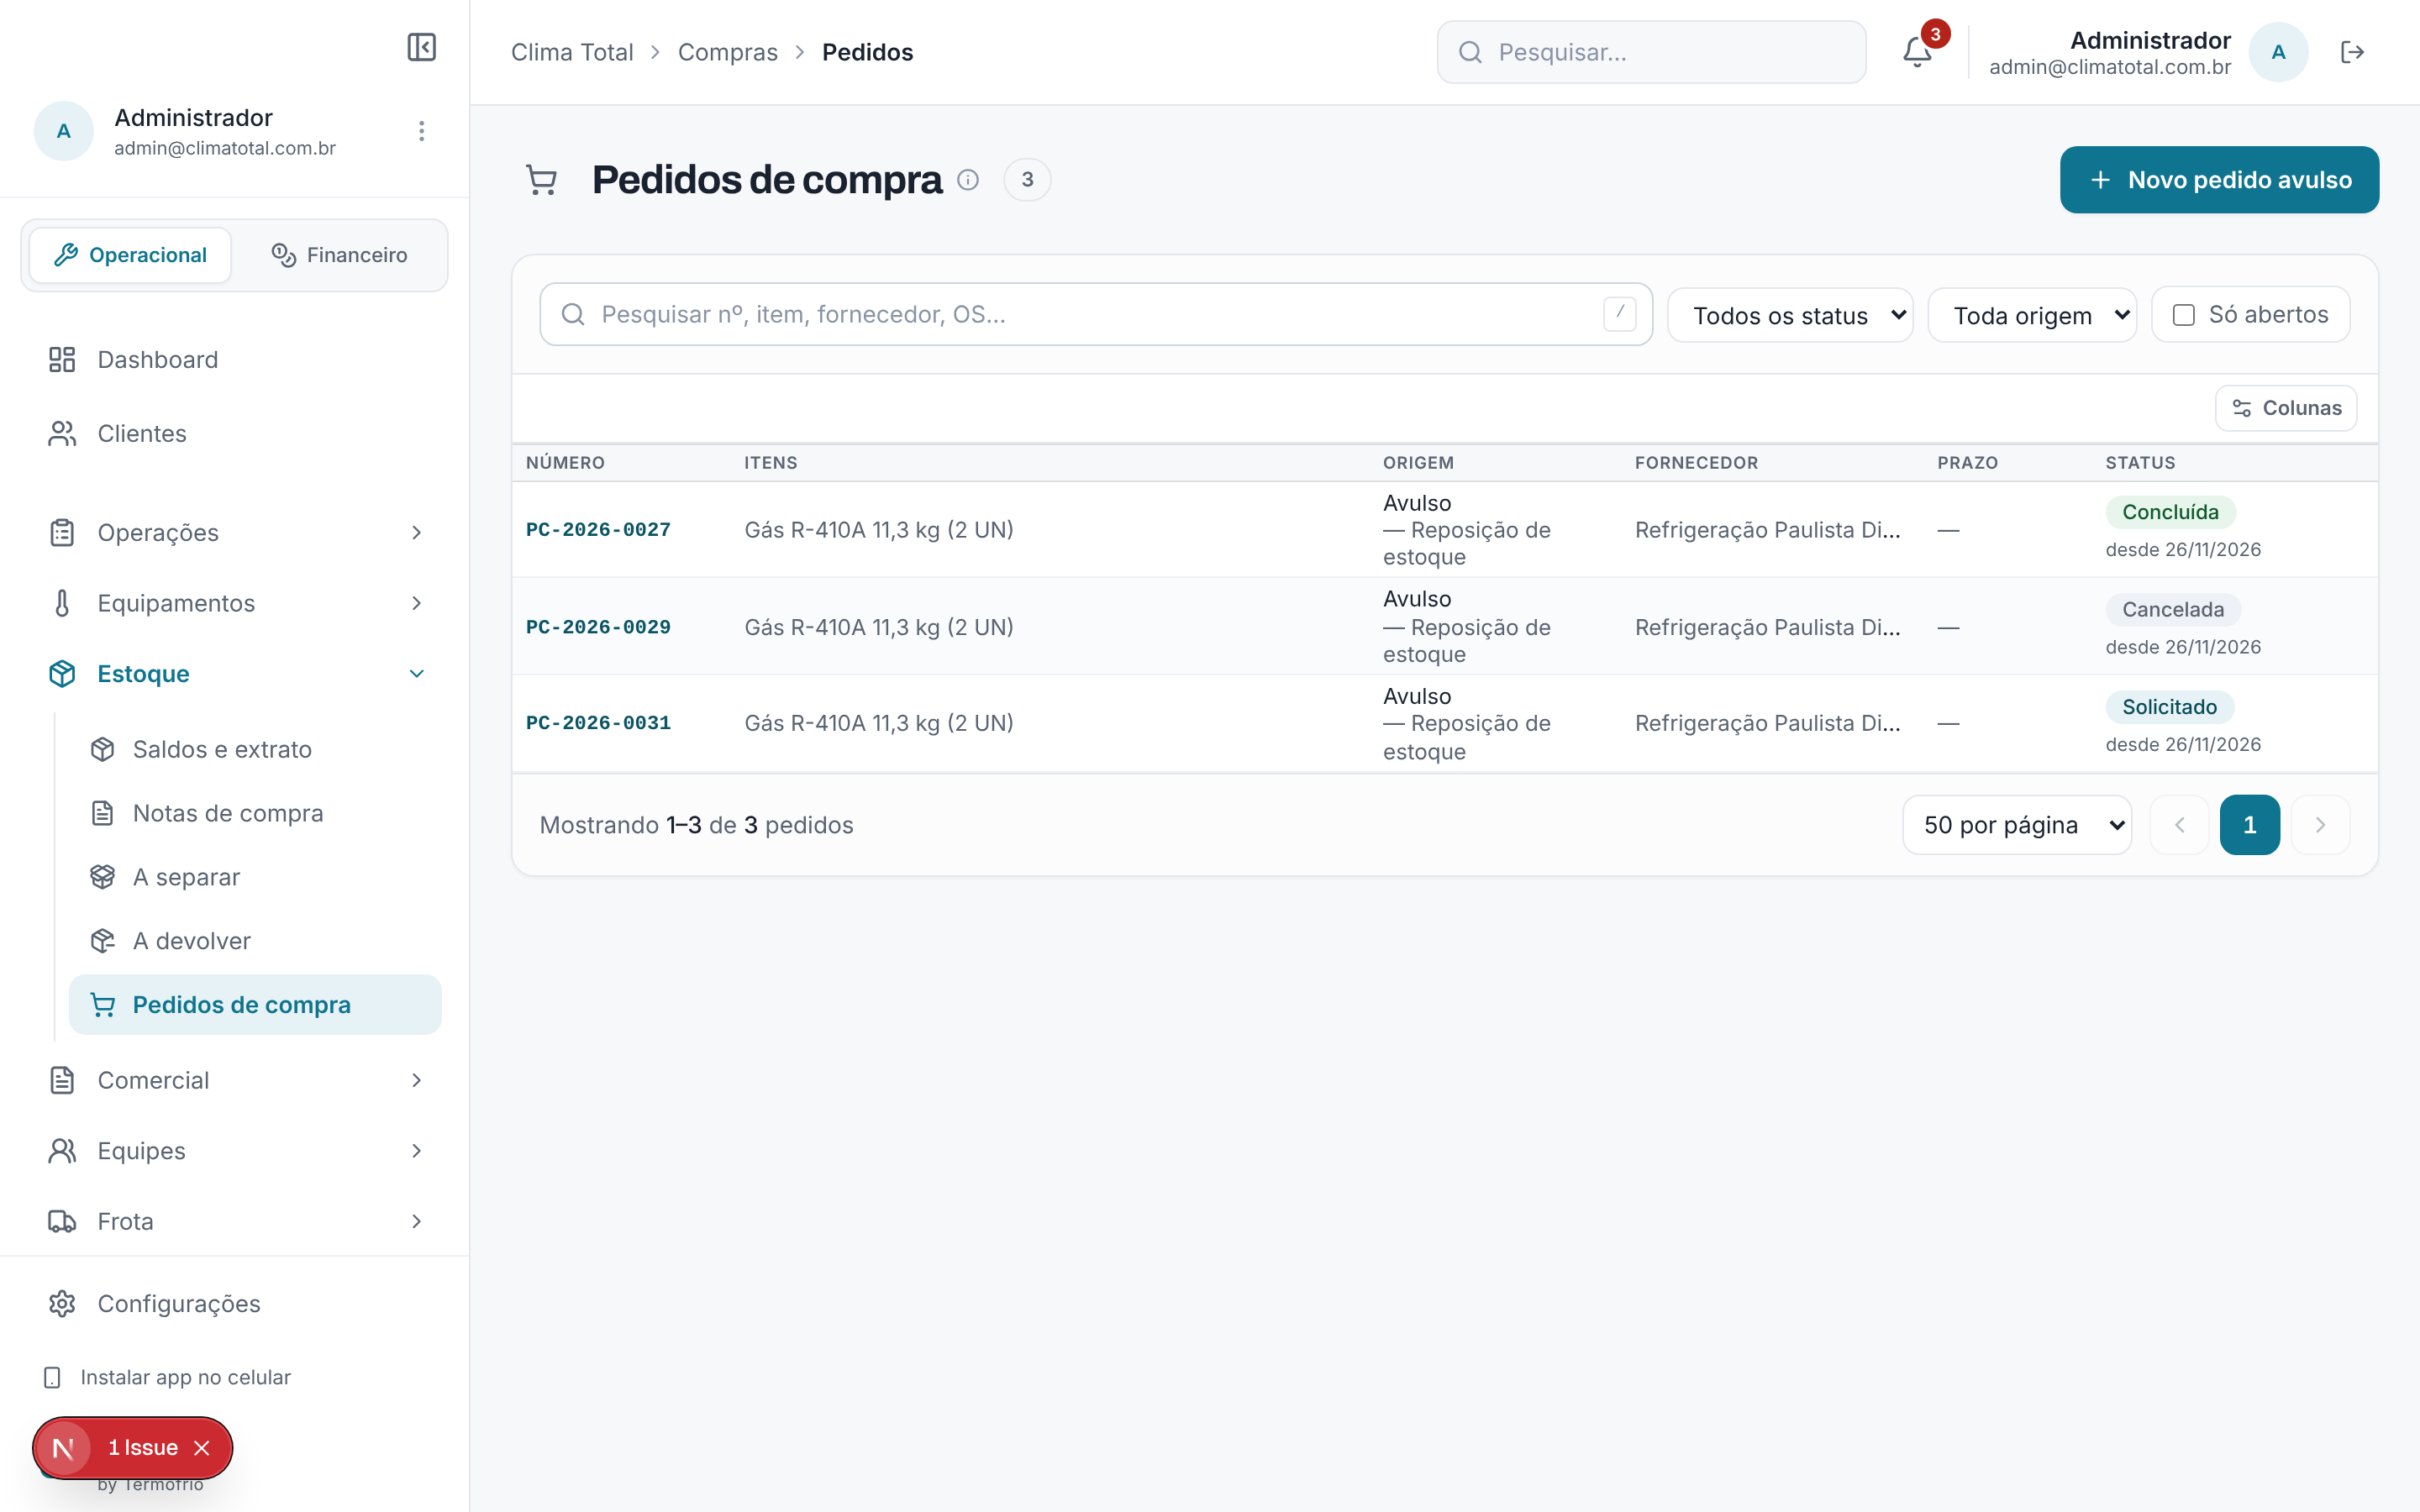 Clima Total > Compras > Pedidos
Pesquisar...
3
Administrador
admin@climatotal.com.br
A
A
Administrador
admin@climatotal.com.br
Operacional
Financeiro
Dashboard
Clientes
Operações
Equipamentos
Estoque
Saldos e extrato
Notas de compra
A separar
A devolver
Pedidos de compra
Comercial
Equipes
Frota
Configurações
Instalar app no celular
N 1 Issue
by Termofrio
Pedidos de compra 3
+ Novo pedido avulso
Pesquisar nº, item, fornecedor, OS... /
Todos os status
Toda origem
Só abertos
Colunas
NÚMERO ITENS ORIGEM FORNECEDOR PRAZO STATUS
PC-2026-0027 Gás R-410A 11,3 kg (2 UN) Avulso
— Reposição de
estoque
Refrigeração Paulista Di... — Concluída
desde 26/11/2026
PC-2026-0029 Gás R-410A 11,3 kg (2 UN) Avulso
— Reposição de
estoque
Refrigeração Paulista Di... — Cancelada
desde 26/11/2026
PC-2026-0031 Gás R-410A 11,3 kg (2 UN) Avulso
— Reposição de
estoque
Refrigeração Paulista Di... — Solicitado
desde 26/11/2026
Mostrando 1–3 de 3 pedidos
50 por página
1